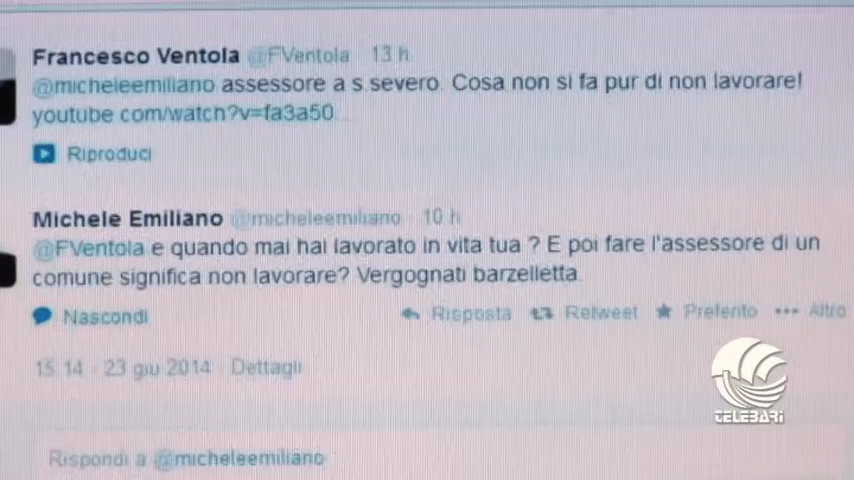 Francesco Ventola @FVentola · 13 h
@micheleemiliano assessore a s.severo. Cosa non si fa pur di non lavorare!
youtube.com/watch?v=fa3a50...
Riproduci
Michele Emiliano @micheleemiliano · 10 h
@FVentola e quando mai hai lavorato in vita tua ? E poi fare l'assessore di un
comune significa non lavorare? Vergognati barzelletta.
Nascondi Risposta Retweet Preferito Altro
15:14 - 23 giu 2014 · Dettagli
TELEBARI
Rispondi a @micheleemiliano